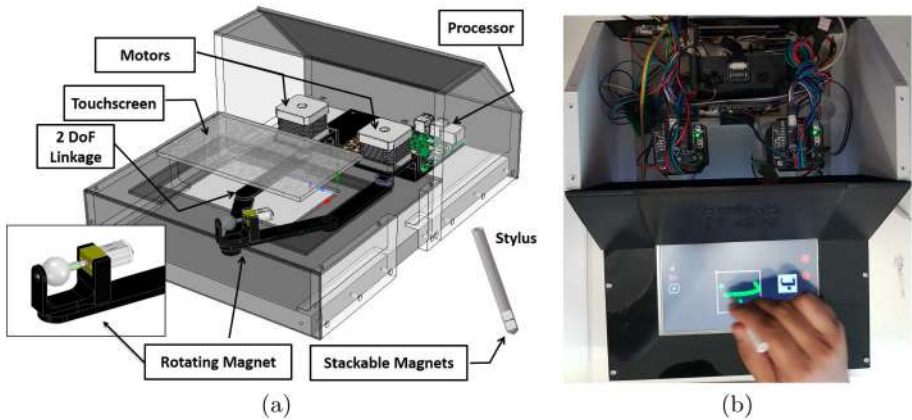 Motors
Processor
Touchscreen
2 DoF
Linkage
Stylus
Rotating Magnet
Stackable Magnets
(a)
(b)